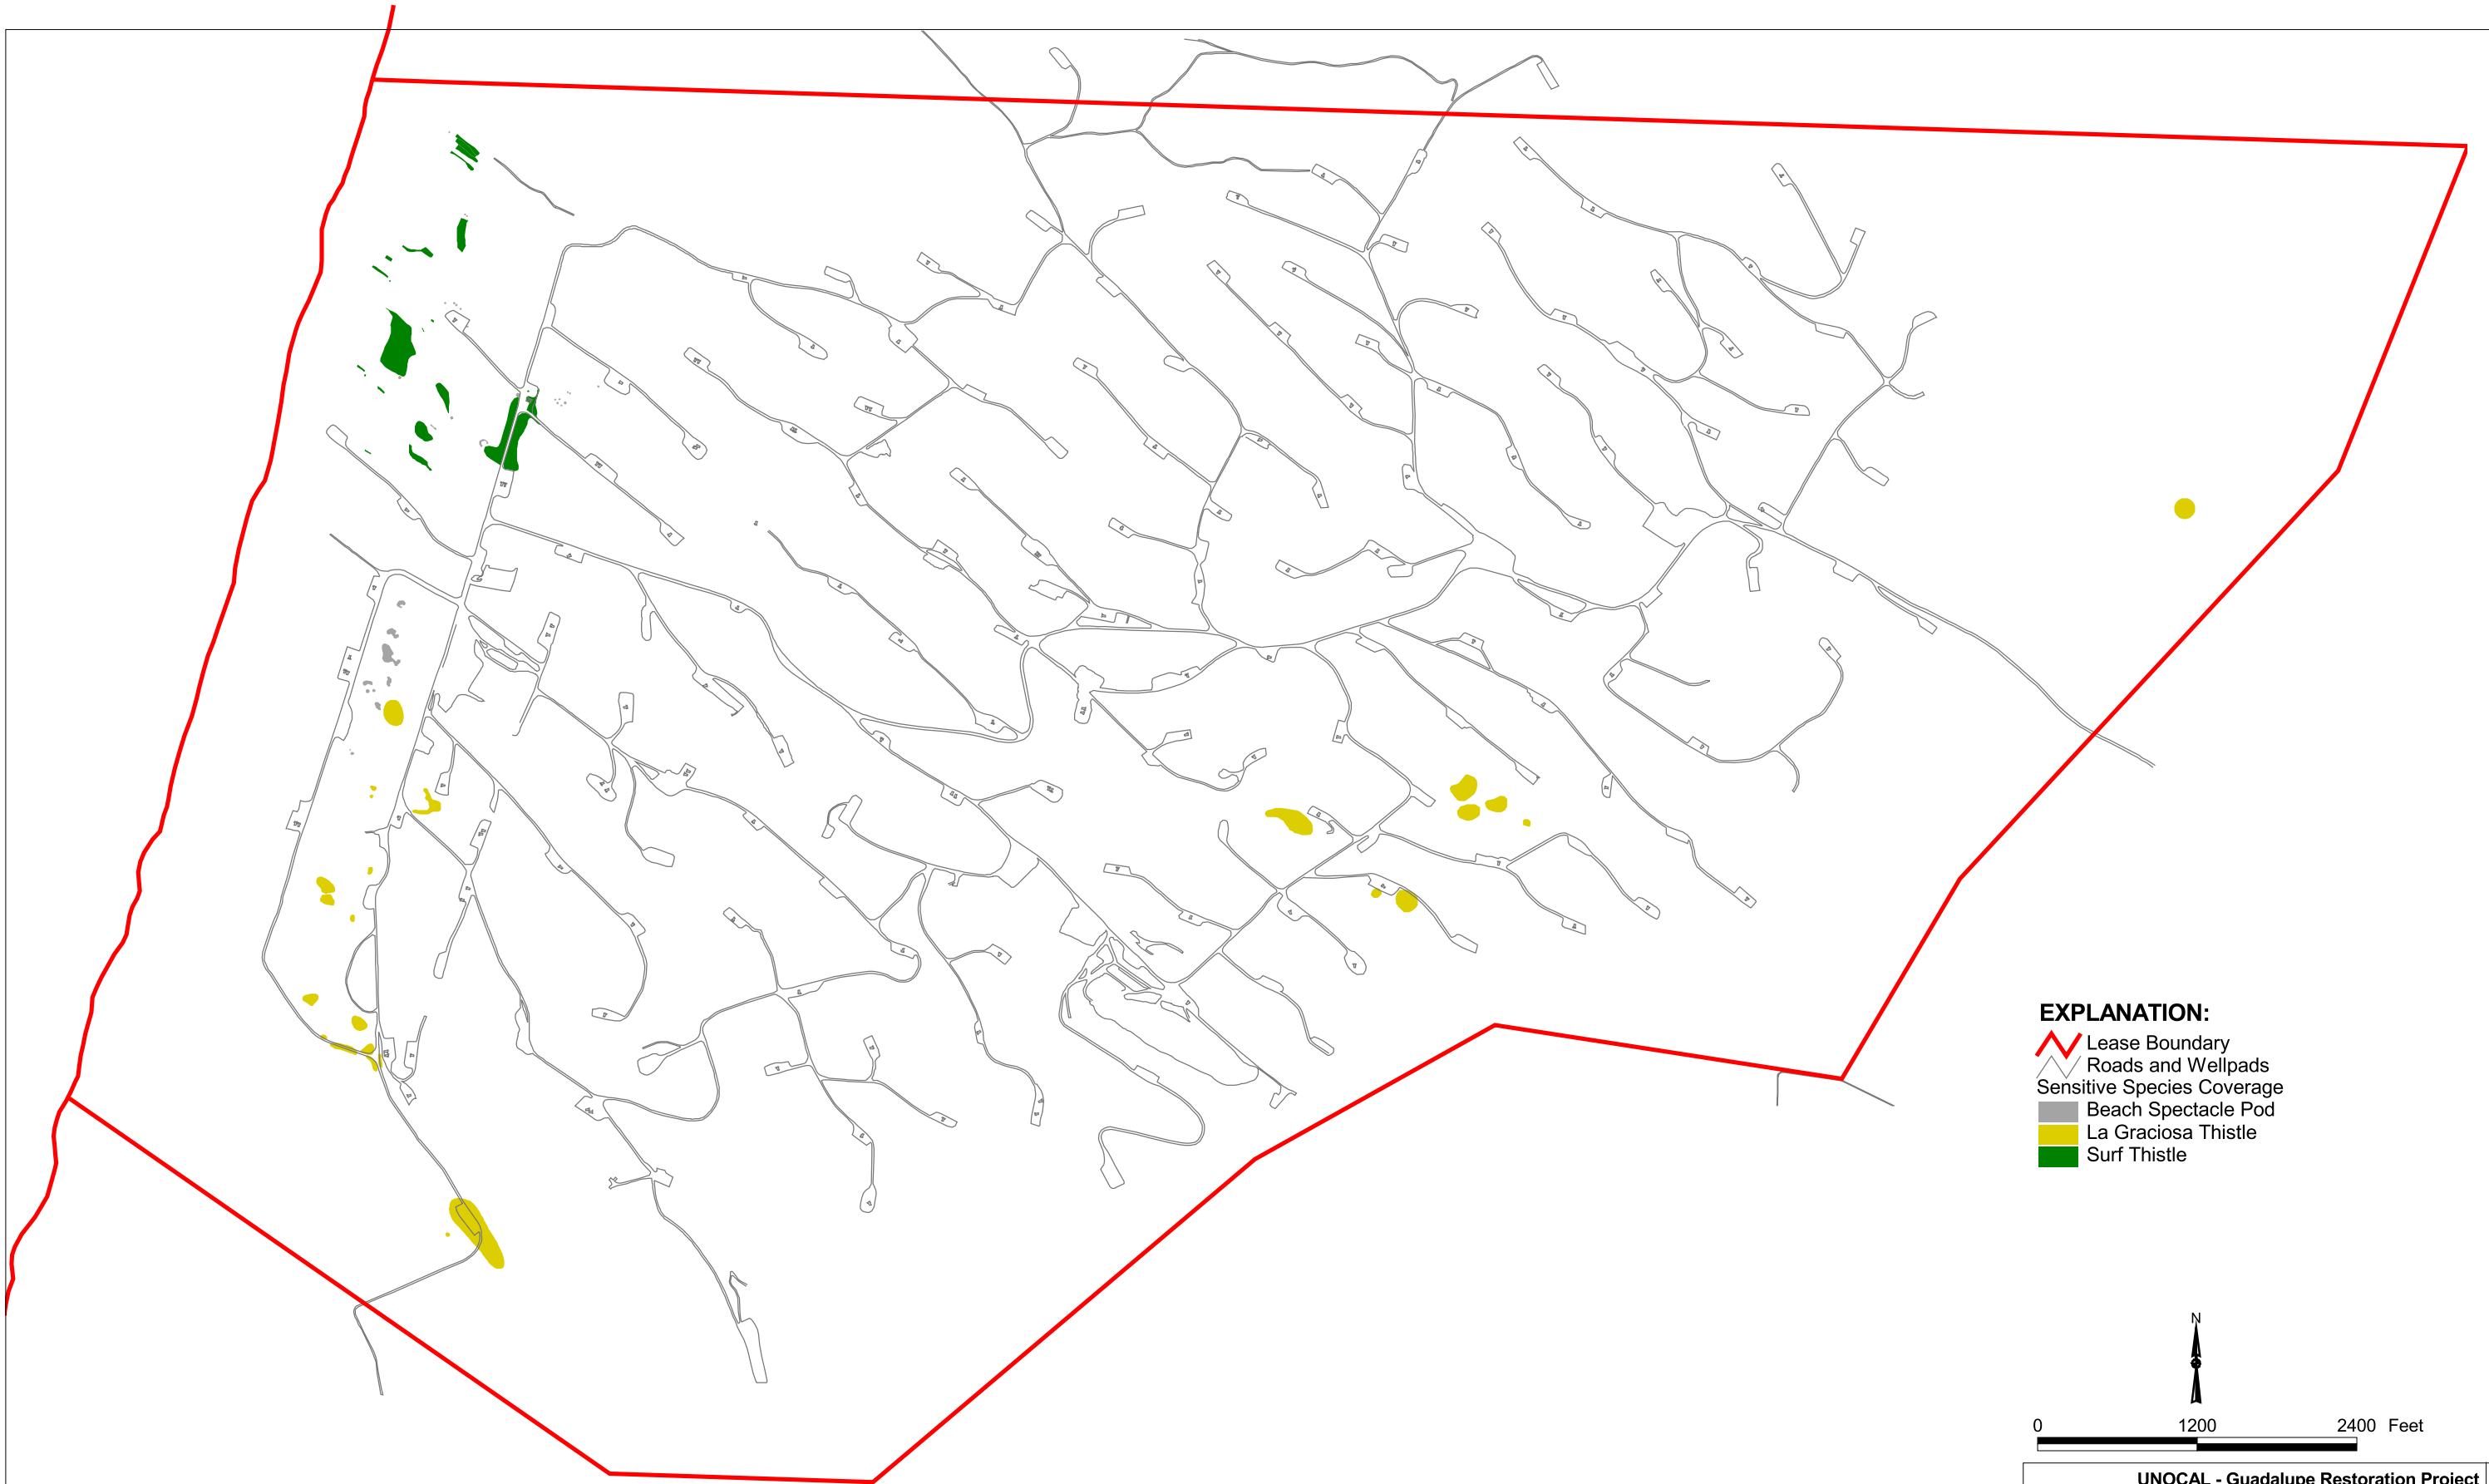 EXPLANATION:
Lease Boundary
Roads and Wellpads
Sensitive Species Coverage
Beach Spectacle Pod
La Graciosa Thistle
Surf Thistle
N
0 1200 2400 Feet
UNOCAL - Guadalupe Restoration Project